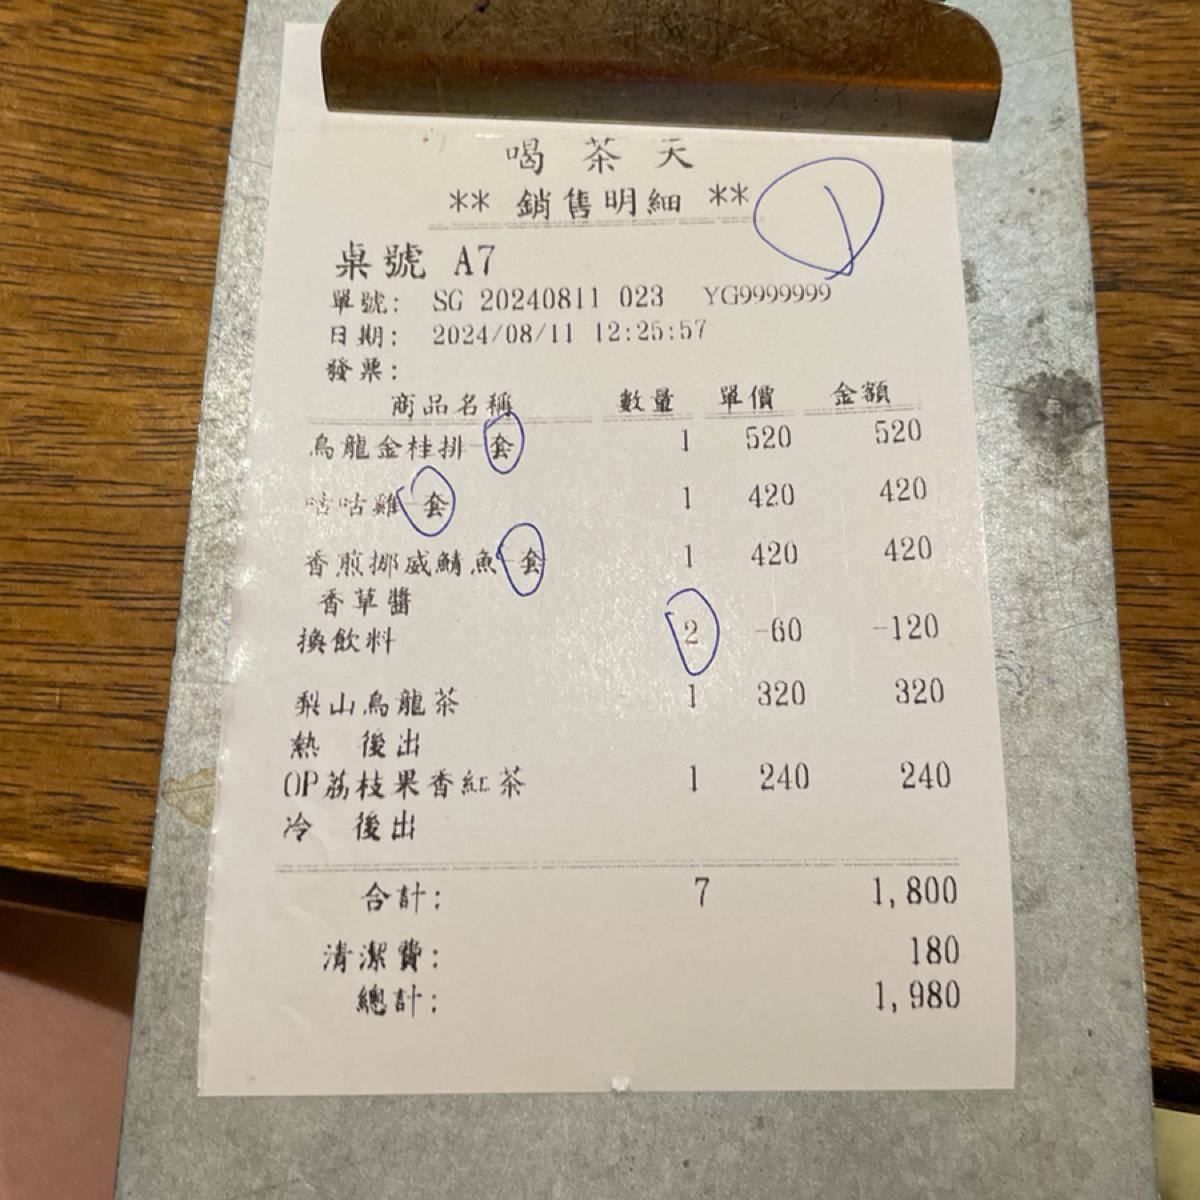 喝茶天
** 銷售明細 **
桌號 A7
單號: SG 20240811 023 YG9999999
日期: 2024/08/11 12:25:57
發票:
商品名稱 數量 單價 金額
烏龍金桂排-套 1 520 520
咕咕雞-套 1 420 420
香煎挪威鯖魚-套 1 420 420
香草醬
換飲料 2 -60 -120
梨山烏龍茶 1 320 320
熱 後出
OP荔枝果香紅茶 1 240 240
冷 後出
合計: 7 1,800
清潔費: 180
總計: 1,980